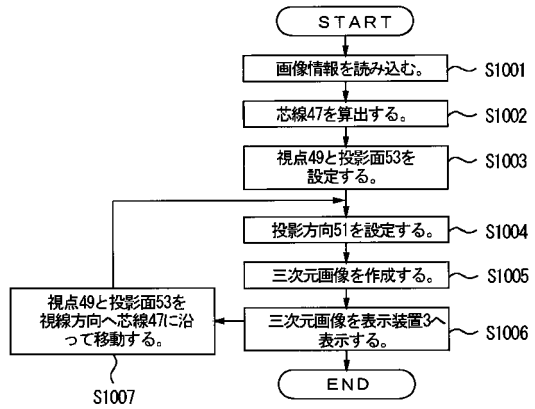 START
画像情報を読み込む。
S1001
芯線47を算出する。
S1002
視点49と投影面53を
設定する。
S1003
投影方向51を設定する。
S1004
三次元画像を作成する。
S1005
三次元画像を表示装置3へ
表示する。
S1006
視点49と投影面53を
視線方向へ芯線47に沿
って移動する。
S1007
END